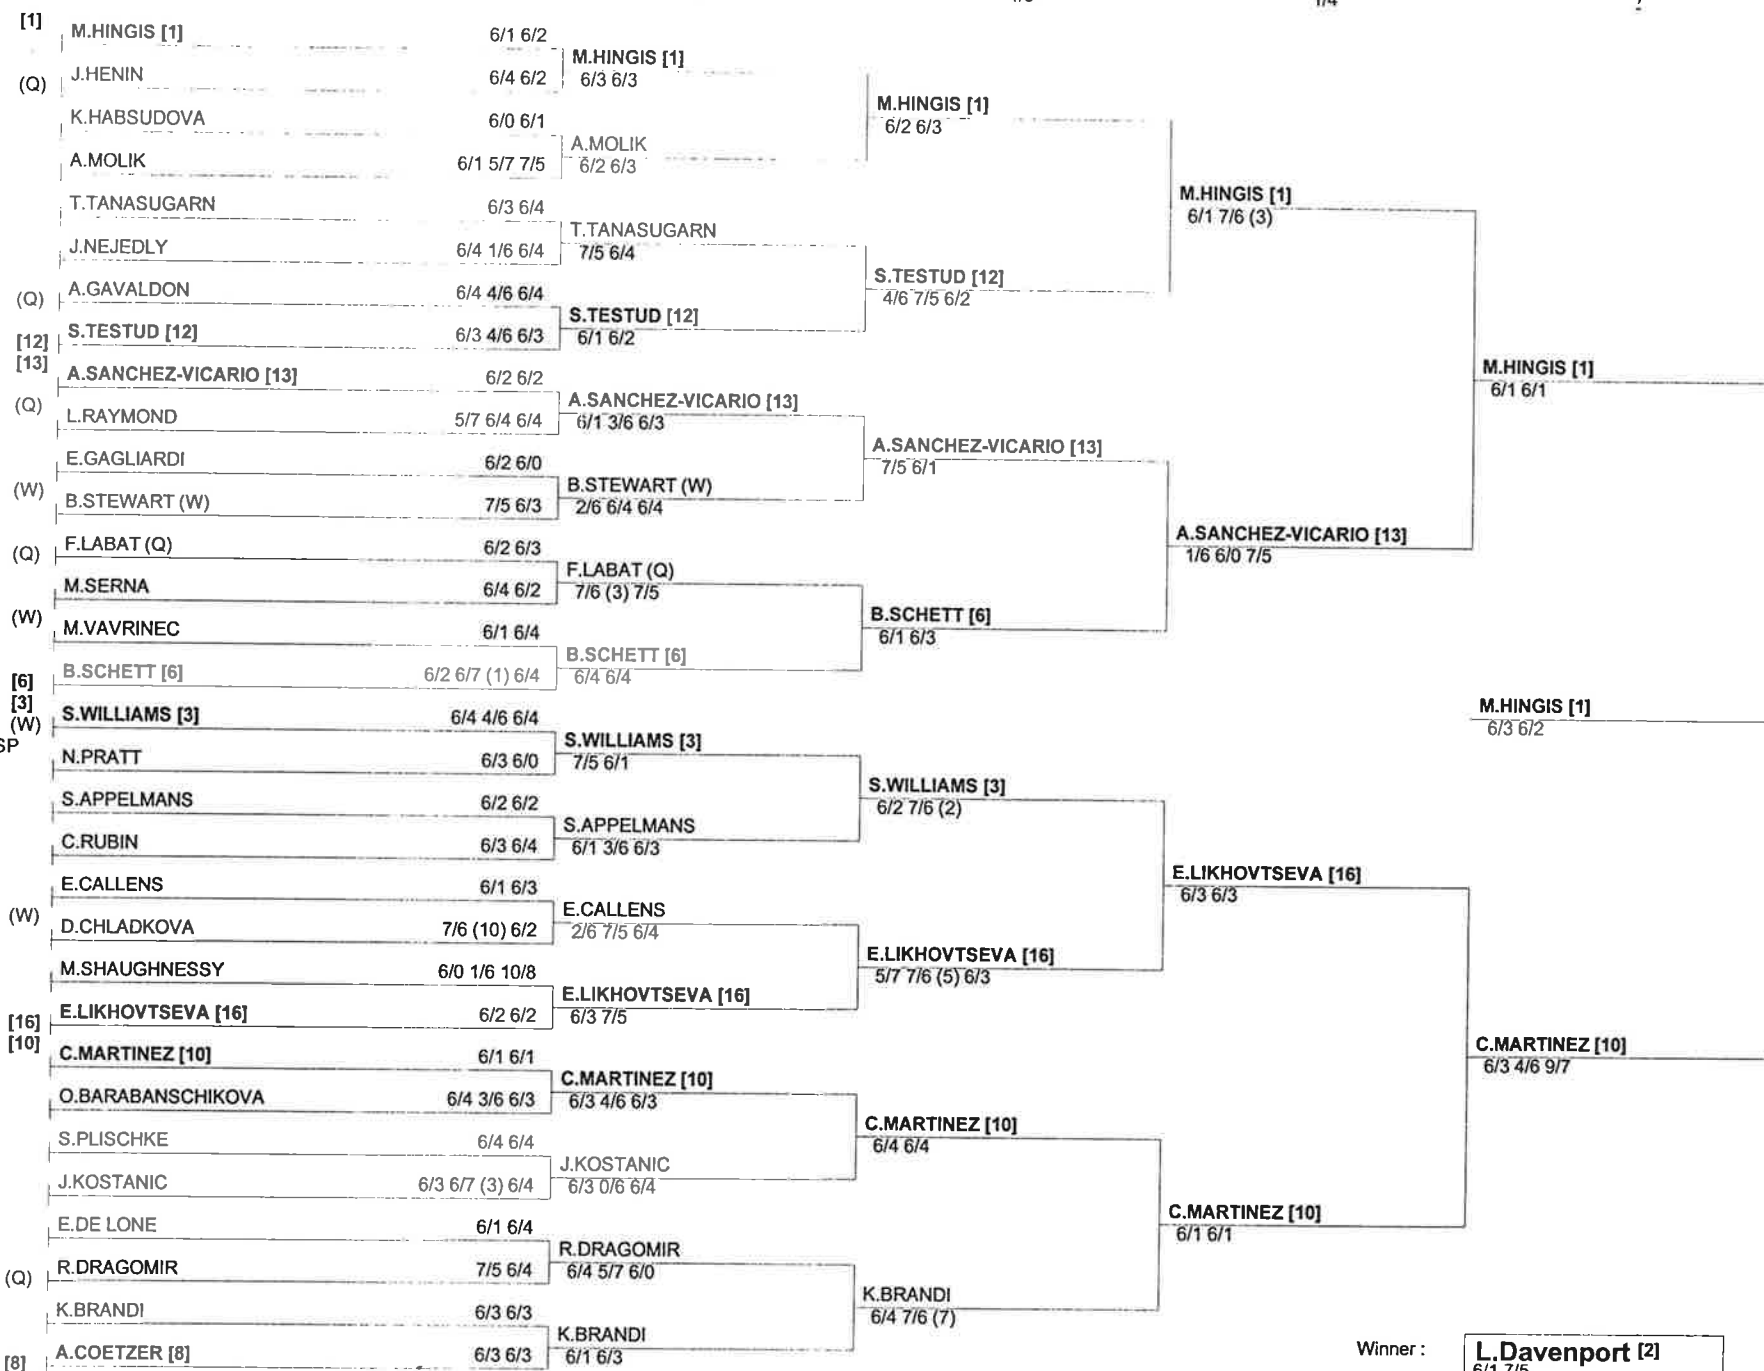 1/4
[1]
M.HINGIS [1] 6/1 6/2
M.HINGIS [1]
6/3 6/3
(Q)
J.HENIN 6/4 6/2
M.HINGIS [1]
6/2 6/3
K.HABSUDOVA 6/0 6/1
A.MOLIK
6/2 6/3
A.MOLIK 6/1 5/7 7/5
M.HINGIS [1]
6/1 7/6 (3)
T.TANASUGARN 6/3 6/4
T.TANASUGARN
7/5 6/4
J.NEJEDLY 6/4 1/6 6/4
S.TESTUD [12]
4/6 7/5 6/2
(Q)
A.GAVALDON 6/4 4/6 6/4
S.TESTUD [12]
6/1 6/2
[12]
S.TESTUD [12] 6/3 4/6 6/3
M.HINGIS [1]
6/1 6/1
[13]
A.SANCHEZ-VICARIO [13] 6/2 6/2
A.SANCHEZ-VICARIO [13]
6/1 3/6 6/3
(Q)
L.RAYMOND 5/7 6/4 6/4
A.SANCHEZ-VICARIO [13]
7/5 6/1
E.GAGLIARDI 6/2 6/0
B.STEWART (W)
2/6 6/4 6/4
(W)
B.STEWART (W) 7/5 6/3
A.SANCHEZ-VICARIO [13]
1/6 6/0 7/5
(Q)
F.LABAT (Q) 6/2 6/3
F.LABAT (Q)
7/6 (3) 7/5
M.SERNA 6/4 6/2
B.SCHETT [6]
6/1 6/3
(W)
M.VAVRINEC 6/1 6/4
B.SCHETT [6]
6/4 6/4
[6]
B.SCHETT [6] 6/2 6/7 (1) 6/4
M.HINGIS [1]
6/3 6/2
[3]
(W)
SP
S.WILLIAMS [3] 6/4 4/6 6/4
S.WILLIAMS [3]
7/5 6/1
N.PRATT 6/3 6/0
S.WILLIAMS [3]
6/2 7/6 (2)
S.APPELMANS 6/2 6/2
S.APPELMANS
6/1 3/6 6/3
C.RUBIN 6/3 6/4
E.LIKHOVTSEVA [16]
6/3 6/3
E.CALLENS 6/1 6/3
E.CALLENS
2/6 7/5 6/4
(W)
D.CHLADKOVA 7/6 (10) 6/2
E.LIKHOVTSEVA [16]
5/7 7/6 (5) 6/3
M.SHAUGHNESSY 6/0 1/6 10/8
E.LIKHOVTSEVA [16]
6/3 7/5
[16]
E.LIKHOVTSEVA [16] 6/2 6/2
C.MARTINEZ [10]
6/3 4/6 9/7
[10]
C.MARTINEZ [10] 6/1 6/1
C.MARTINEZ [10]
6/3 4/6 6/3
O.BARABANSCHIKOVA 6/4 3/6 6/3
C.MARTINEZ [10]
6/4 6/4
S.PLISCHKE 6/4 6/4
J.KOSTANIC
6/3 0/6 6/4
J.KOSTANIC 6/3 6/7 (3) 6/4
C.MARTINEZ [10]
6/1 6/1
E.DE LONE 6/1 6/4
R.DRAGOMIR
6/4 5/7 6/0
(Q)
R.DRAGOMIR 7/5 6/4
K.BRANDI
6/4 7/6 (7)
K.BRANDI 6/3 6/3
K.BRANDI
6/1 6/3
[8]
A.COETZER [8] 6/3 6/3
Winner :
L.Davenport [2]
6/1 7/5